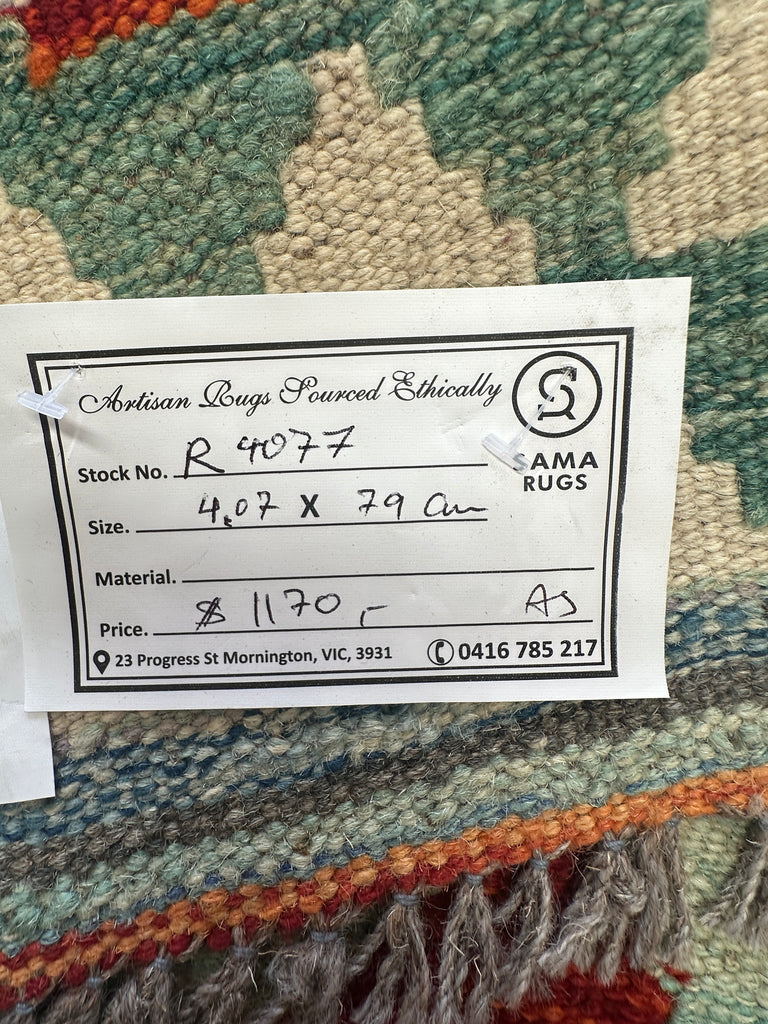 Artisan Rugs Sourced Ethically
SAMA
RUGS
Stock No. R 4077
Size. 4.07 X 79 Cm
Material.
Price. $ 1170,- AJ
23 Progress St Mornington, VIC, 3931 0416 785 217